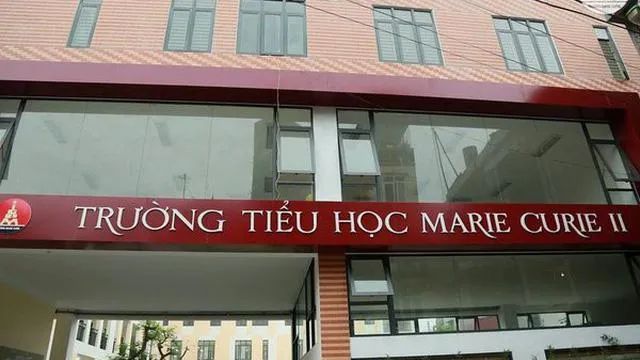 TRƯỜNG TIỂU HỌC MARIE CURIE II